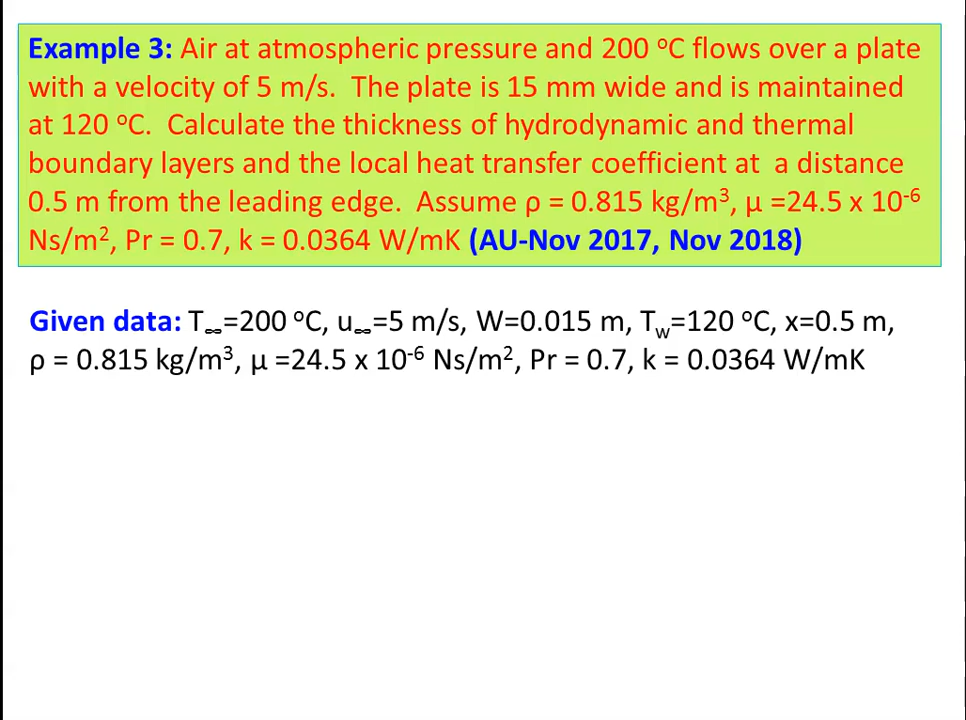 Example 3: Air at atmospheric pressure and 200 ⁰C flows over a plate
with a velocity of 5 m/s. The plate is 15 mm wide and is maintained
at 120 ⁰C. Calculate the thickness of hydrodynamic and thermal
boundary layers and the local heat transfer coefficient at a distance
0.5 m from the leading edge. Assume ρ = 0.815 kg/m³, μ =24.5 x 10⁻⁶
Ns/m², Pr = 0.7, k = 0.0364 W/mK (AU-Nov 2017, Nov 2018)
Given data: T∞=200 ⁰C, u∞=5 m/s, W=0.015 m, Tw=120 ⁰C, x=0.5 m,
ρ = 0.815 kg/m³, μ =24.5 x 10⁻⁶ Ns/m², Pr = 0.7, k = 0.0364 W/mK